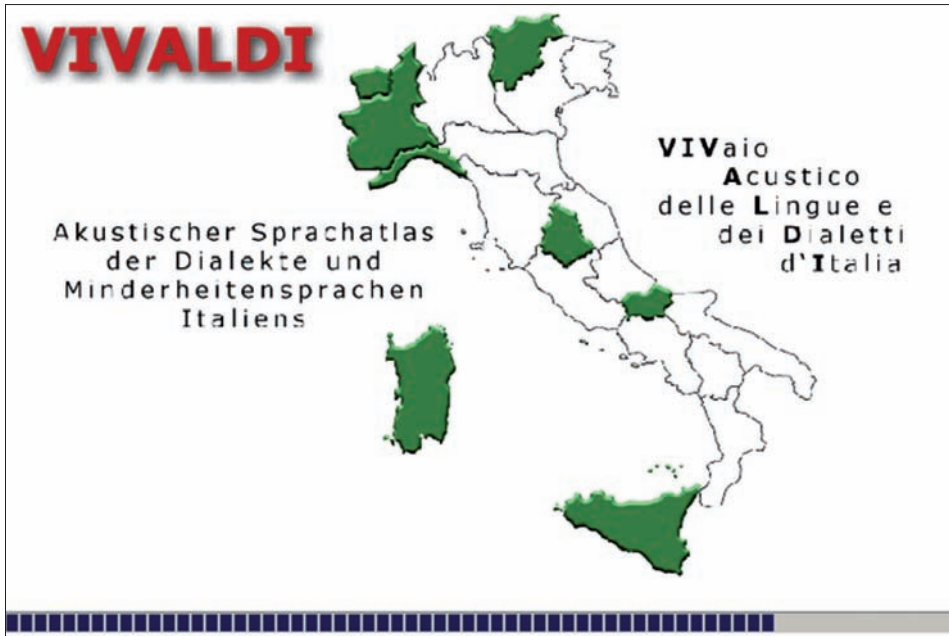 VIVALDI
VIVaio
Acustico
delle Lingue e
dei Dialetti
d'Italia
Akustischer Sprachatlas
der Dialekte und
Minderheitensprachen
Italiens